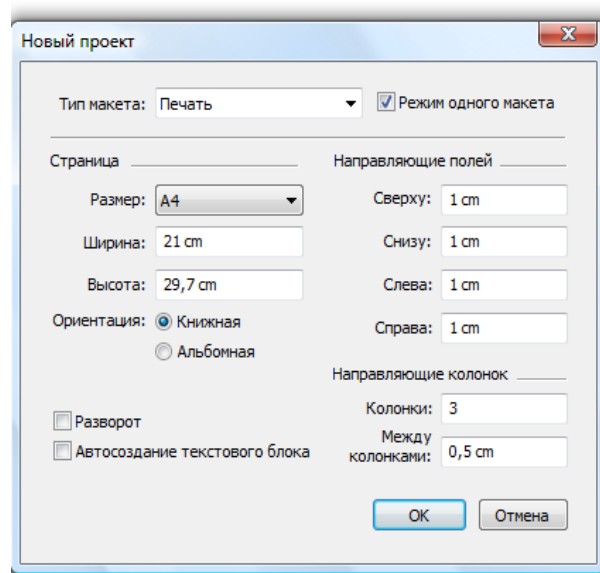 Новый проект
Тип макета: Печать Режим одного макета
Страница Направляющие полей
Размер: A4 Сверху: 1 cm
Ширина: 21 cm Снизу: 1 cm
Высота: 29,7 cm Слева: 1 cm
Ориентация: Книжная Справа: 1 cm
Альбомная
Направляющие колонок
Колонки: 3
Разворот
Между
колонками: 0,5 cm
Автосоздание текстового блока
OK Отмена